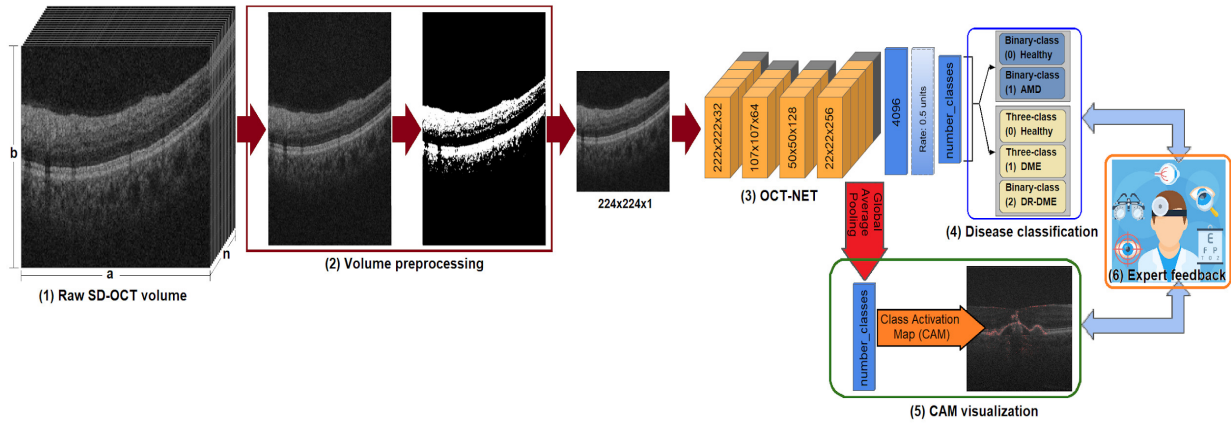 b
a
n
(1) Raw SD-OCT volume
(2) Volume preprocessing
224x224x1
222x222x32
107x107x64
50x50x128
22x22x256
4096
Rate: 0.5 units
number_classes
(3) OCT-NET
Binary-class
(0) Healthy
Binary-class
(1) AMD
Three-class
(0) Healthy
Three-class
(1) DME
Binary-class
(2) DR-DME
(4) Disease classification
Global
Average
Pooling
number_classes
Class Activation
Map (CAM)
(5) CAM visualization
E
F P
(6) Expert feedback